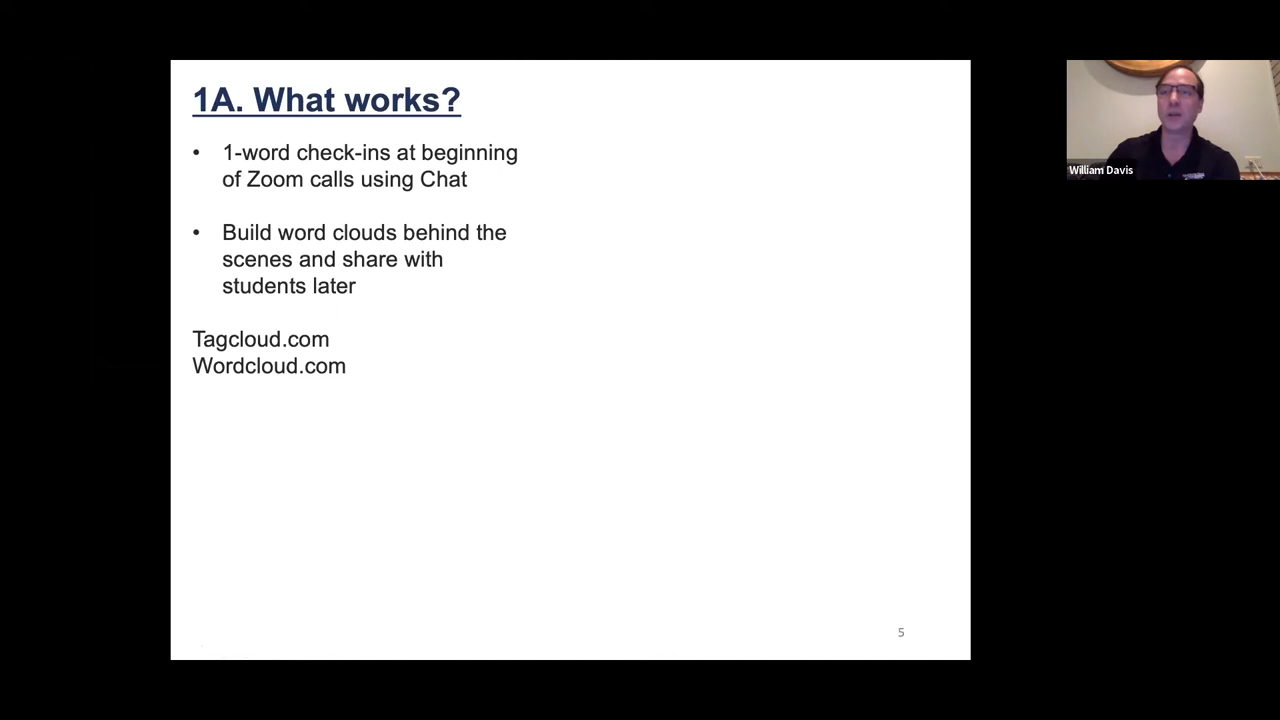 1A. What works?
• 1-word check-ins at beginning
of Zoom calls using Chat
• Build word clouds behind the
scenes and share with
students later
Tagcloud.com
Wordcloud.com
5
William Davis